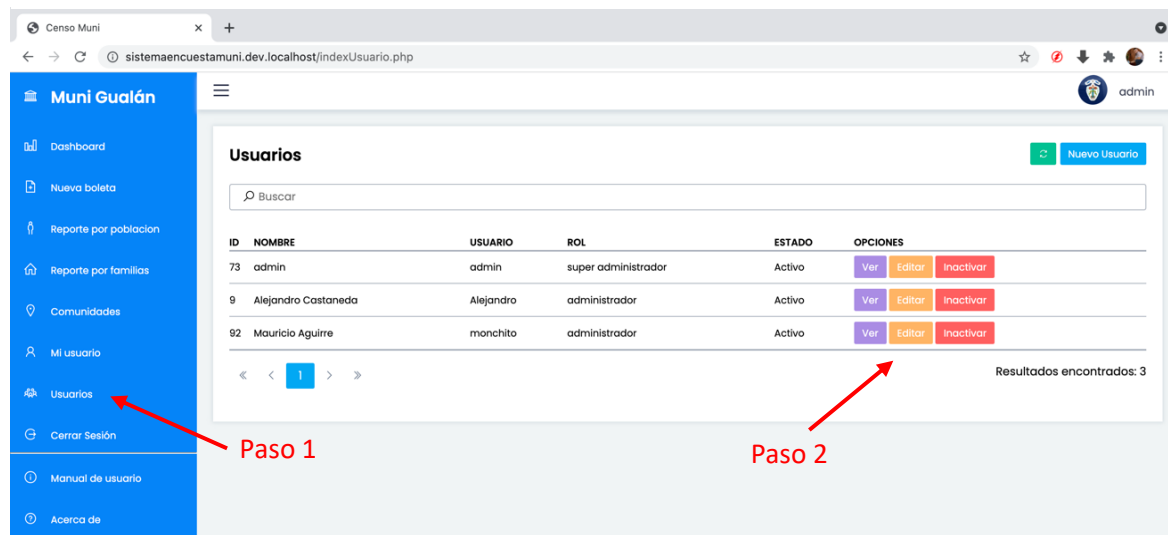 Censo Muni
sistemaencuestamuni.dev.localhost/indexUsuario.php
Muni Gualán
admin
Dashboard
Nueva boleta
Reporte por poblacion
Reporte por familias
Comunidades
Mi usuario
Usuarios
Cerrar Sesión
Manual de usuario
Acerca de
Usuarios
Nuevo Usuario
Buscar
ID NOMBRE USUARIO ROL ESTADO OPCIONES
73 admin admin super administrador Activo Ver Editar Inactivar
9 Alejandro Castaneda Alejandro administrador Activo Ver Editar Inactivar
92 Mauricio Aguirre monchito administrador Activo Ver Editar Inactivar
« < 1 > »
Resultados encontrados: 3
Paso 1
Paso 2